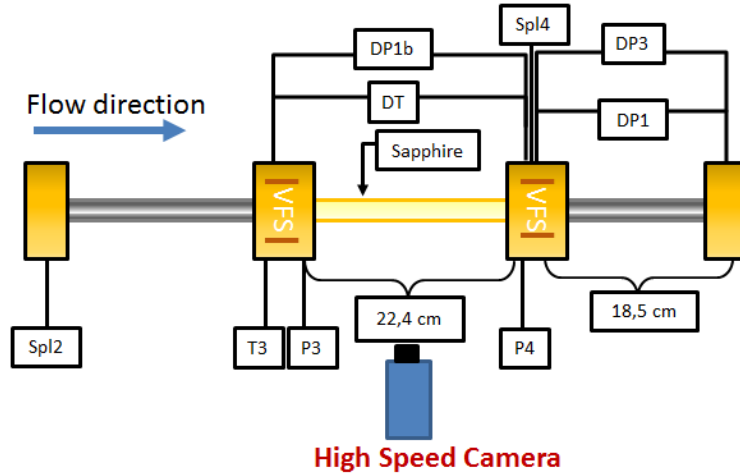 Spl4
DP1b
DP3
Flow direction
DT
DP1
Sapphire
VFS
VFS
22,4 cm
18,5 cm
Spl2
T3
P3
P4
High Speed Camera